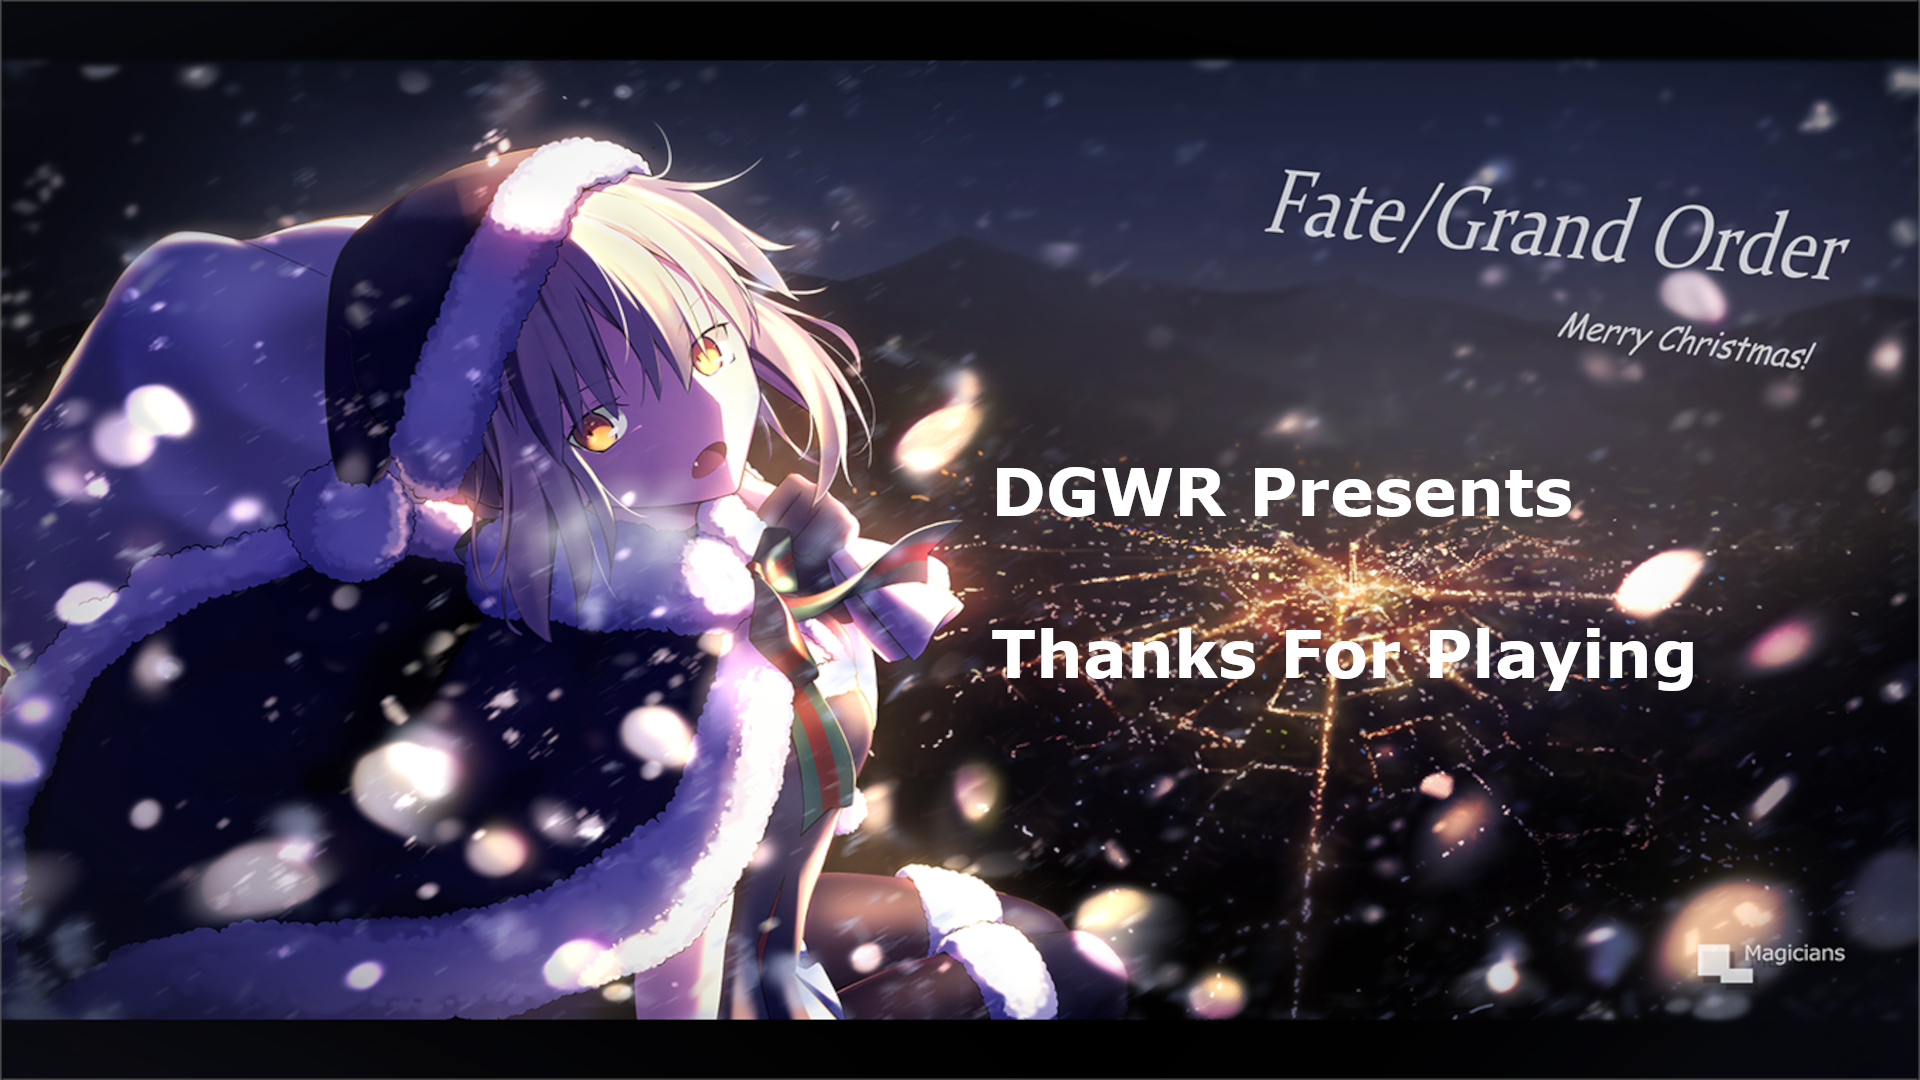 Fate/Grand Order
Merry Christmas!
DGWR Presents
Thanks For Playing
Magicians